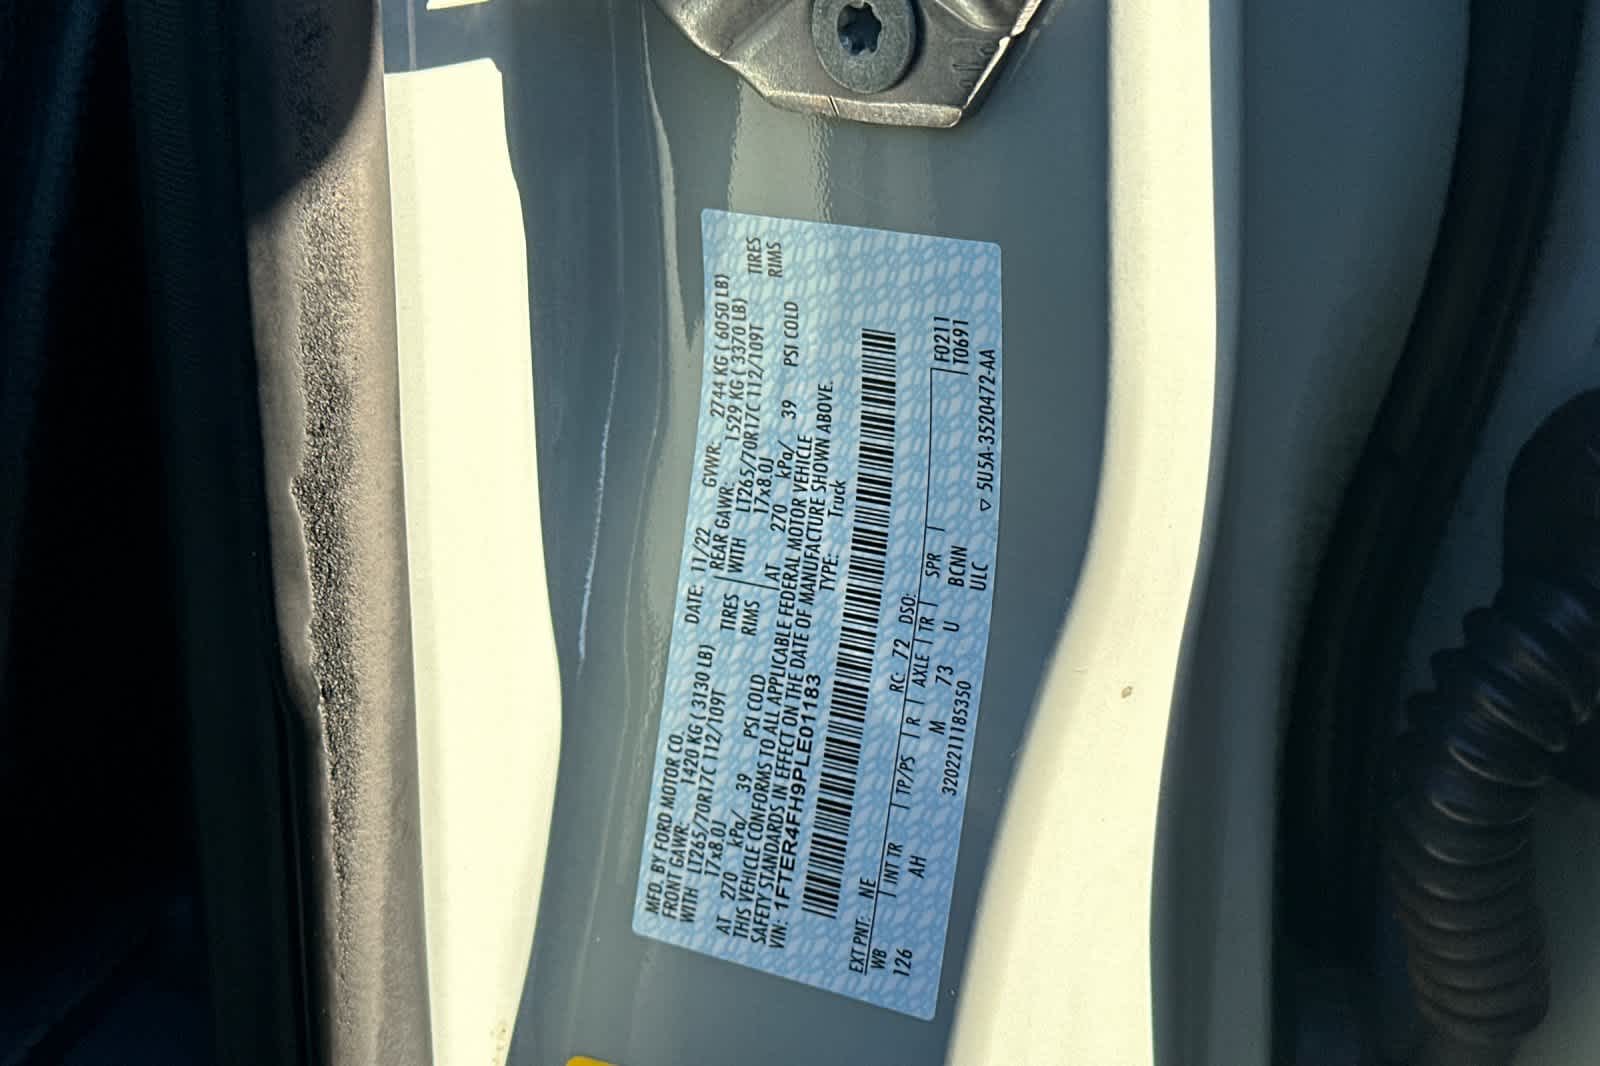 MFD. BY FORD MOTOR CO. DATE: 11/22 GVWR: 2744 KG ( 6050 LB)
FRONT GAWR: 1420 KG ( 3130 LB) REAR GAWR: 1529 KG ( 3370 LB)
WITH LT265/70R17C 112/109T TIRES WITH LT265/70R17C 112/109T TIRES
17x8.0J RIMS 17x8.0J RIMS
AT 270 kPa/ 39 PSI COLD AT 270 kPa/ 39 PSI COLD
THIS VEHICLE CONFORMS TO ALL APPLICABLE FEDERAL MOTOR VEHICLE
SAFETY STANDARDS IN EFFECT ON THE DATE OF MANUFACTURE SHOWN ABOVE.
VIN: 1FTER4FH9PLE01183 TYPE: Truck
EXT PNT: NE RC: 72 DSO: F0211
WB INT TR TP/PS R AXLE TR SPR T0691
126 AH M 73 U BCNN
3202211185350 ULC ▽ 5U5A-3520472-AA